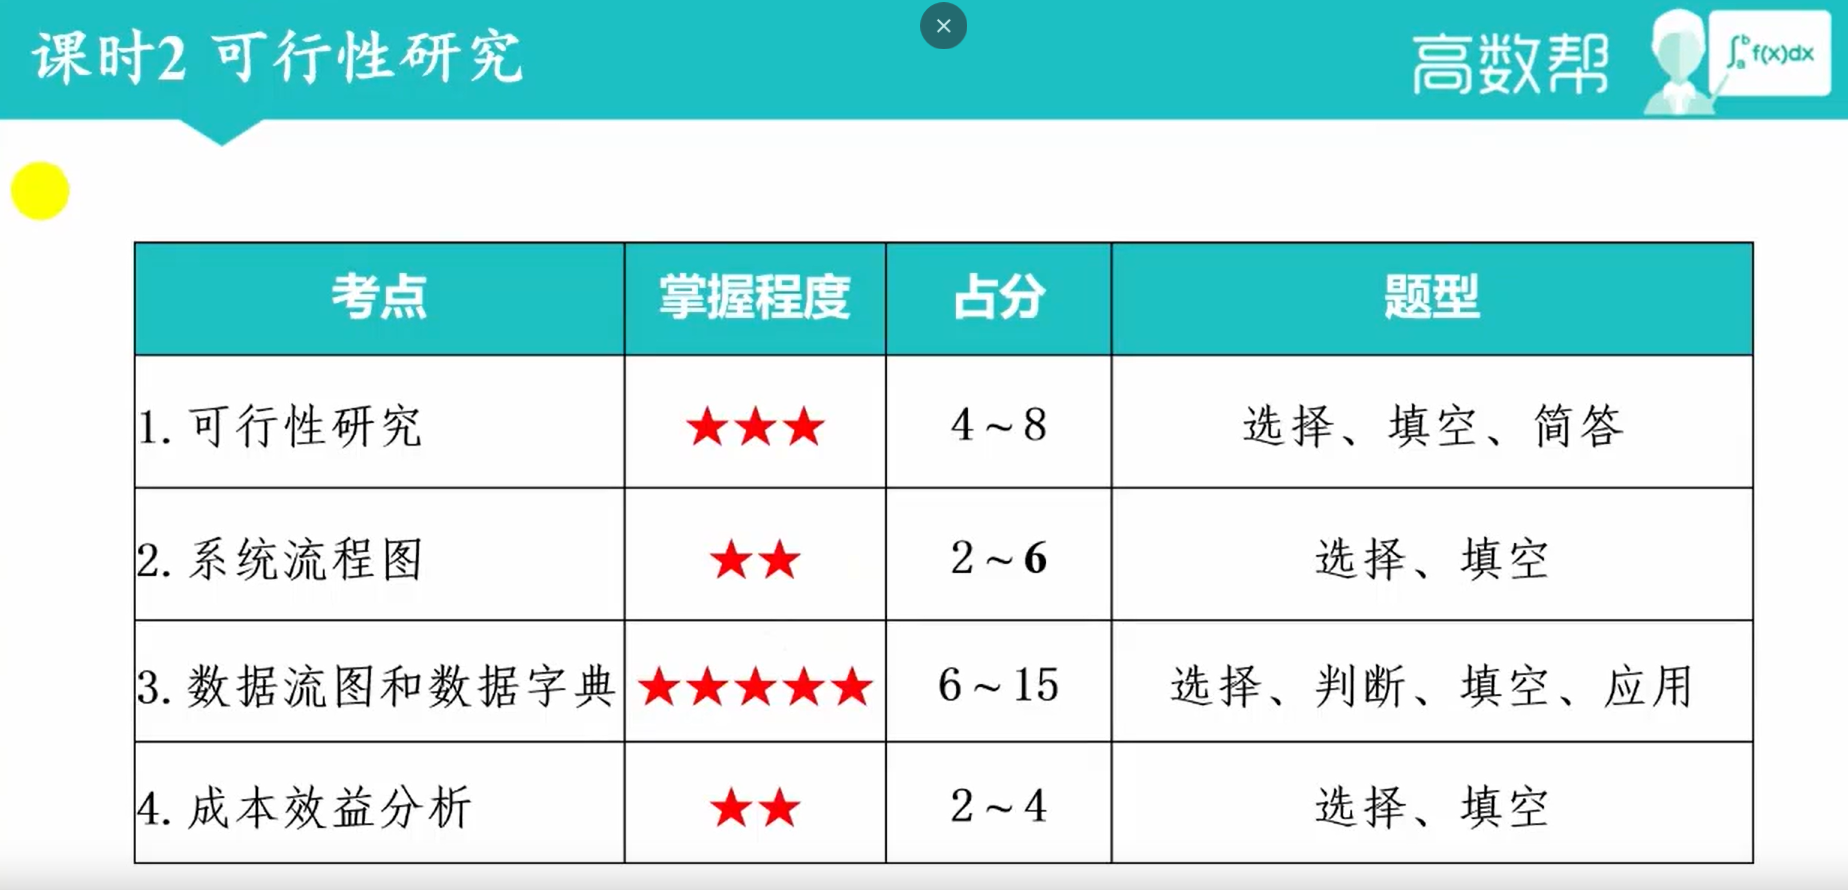 课时2 可行性研究
高数帮
∫ₐᵇ f(x)dx
考点 掌握程度 占分 题型
1. 可行性研究 ★★★ 4~8 选择、填空、简答
2. 系统流程图 ★★ 2~6 选择、填空
3. 数据流图和数据字典 ★★★★★ 6~15 选择、判断、填空、应用
4. 成本效益分析 ★★ 2~4 选择、填空